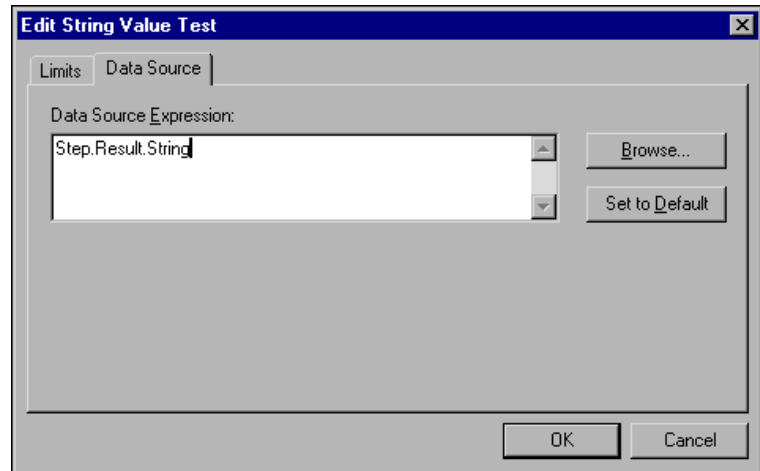 Edit String Value Test
Limits
Data Source
Data Source Expression:
Step.Result.String
Browse...
Set to Default
OK
Cancel